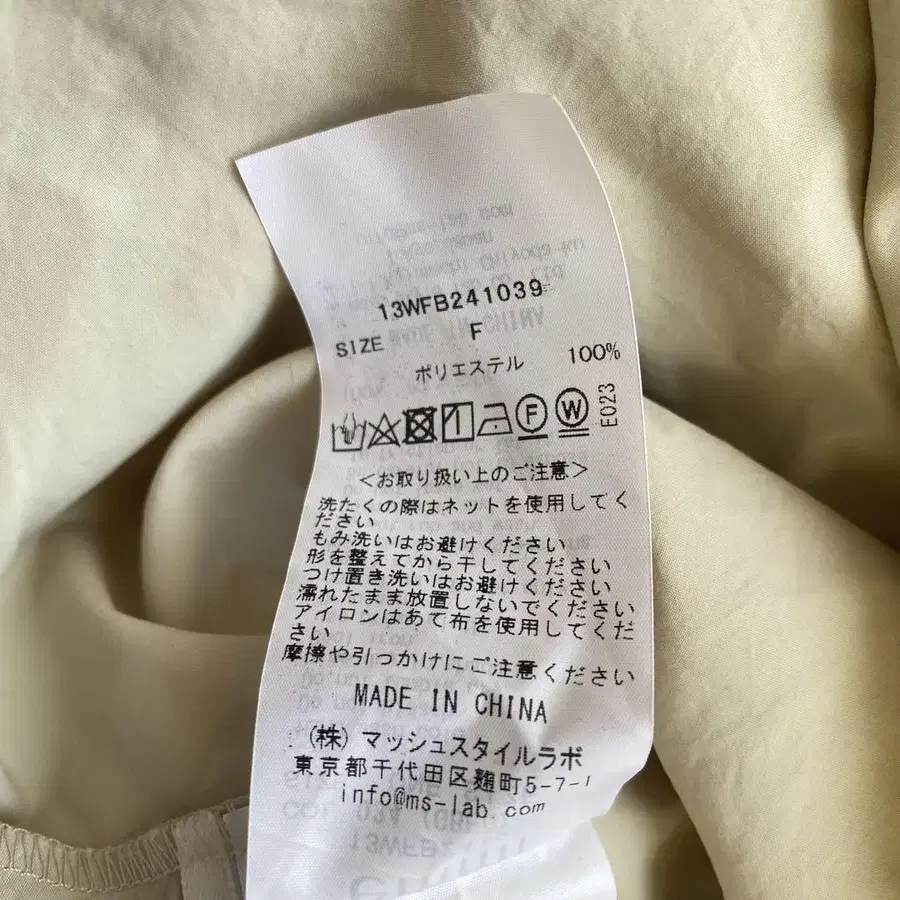 13WFB241039
SIZE F
ポリエステル 100%
F W E023
<お取り扱い上のご注意>
洗たくの際はネットを使用してく
ださい
もみ洗いはお避けください
形を整えてから干してください
つけ置き洗いはお避けください
濡れたまま放置しないでください
アイロンはあて布を使用してくだ
さい
摩擦や引っかけにご注意ください
MADE IN CHINA
(株)マッシュスタイルラボ
東京都千代田区麹町5-7-1
info@ms-lab.com